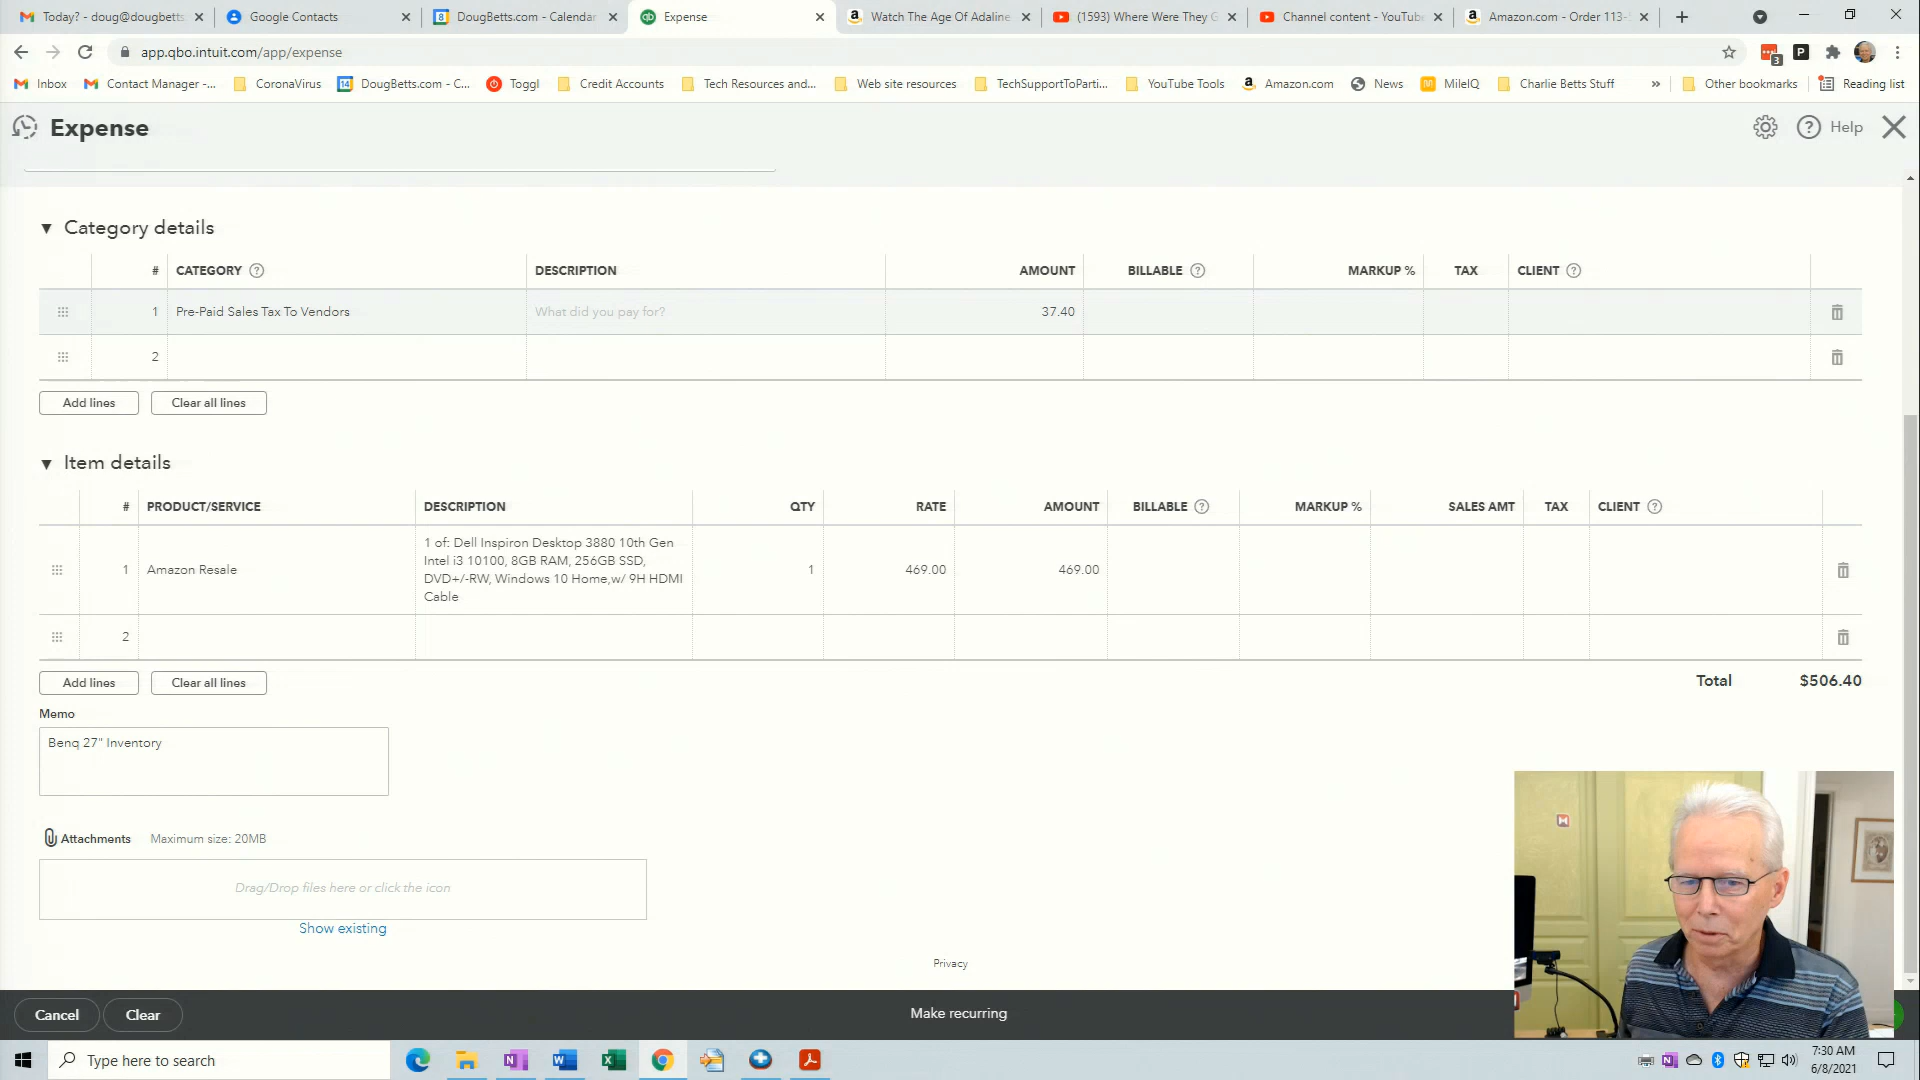 Today? - doug@dougbetts
Google Contacts
DougBetts.com - Calendar
Expense
Watch The Age Of Adaline
(1593) Where Were They G
Channel content - YouTube
Amazon.com - Order 113-
app.qbo.intuit.com/app/expense
3
Inbox
Contact Manager -...
CoronaVirus
DougBetts.com - C...
Toggl
Credit Accounts
Tech Resources and...
Web site resources
TechSupportToParti...
YouTube Tools
Amazon.com
News
MileIQ
Charlie Betts Stuff
»
Other bookmarks
Reading list
Expense
Help
Category details
# CATEGORY DESCRIPTION AMOUNT BILLABLE MARKUP % TAX CLIENT
1 Pre-Paid Sales Tax To Vendors What did you pay for? 37.40
2
Add lines Clear all lines
Item details
# PRODUCT/SERVICE DESCRIPTION QTY RATE AMOUNT BILLABLE MARKUP % SALES AMT TAX CLIENT
1 Amazon Resale
1 of: Dell Inspiron Desktop 3880 10th Gen
Intel i3 10100, 8GB RAM, 256GB SSD,
DVD+/-RW, Windows 10 Home,w/ 9H HDMI
Cable
1 469.00 469.00
2
Add lines Clear all lines
Total $506.40
Memo
Benq 27" Inventory
Attachments Maximum size: 20MB
Drag/Drop files here or click the icon
Show existing
Privacy
Cancel Clear Make recurring
Type here to search
7:30 AM
6/8/2021